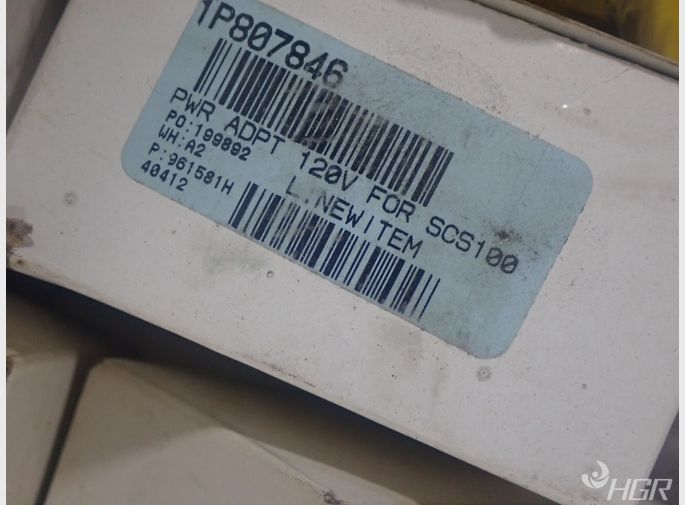 1P807846
PWR ADPT 120V FOR SCS100
PO:199892
WH:A2
P:961581H
40412
L:NEWITEM
HGR